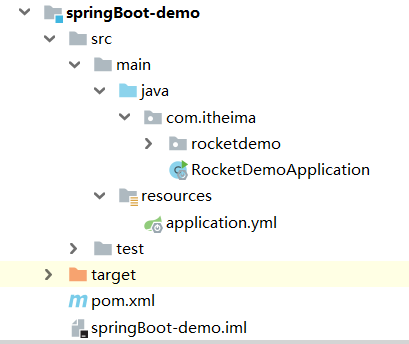 springBoot-demo
src
main
java
com.itheima
rocketdemo
RocketDemoApplication
resources
application.yml
test
target
pom.xml
springBoot-demo.iml